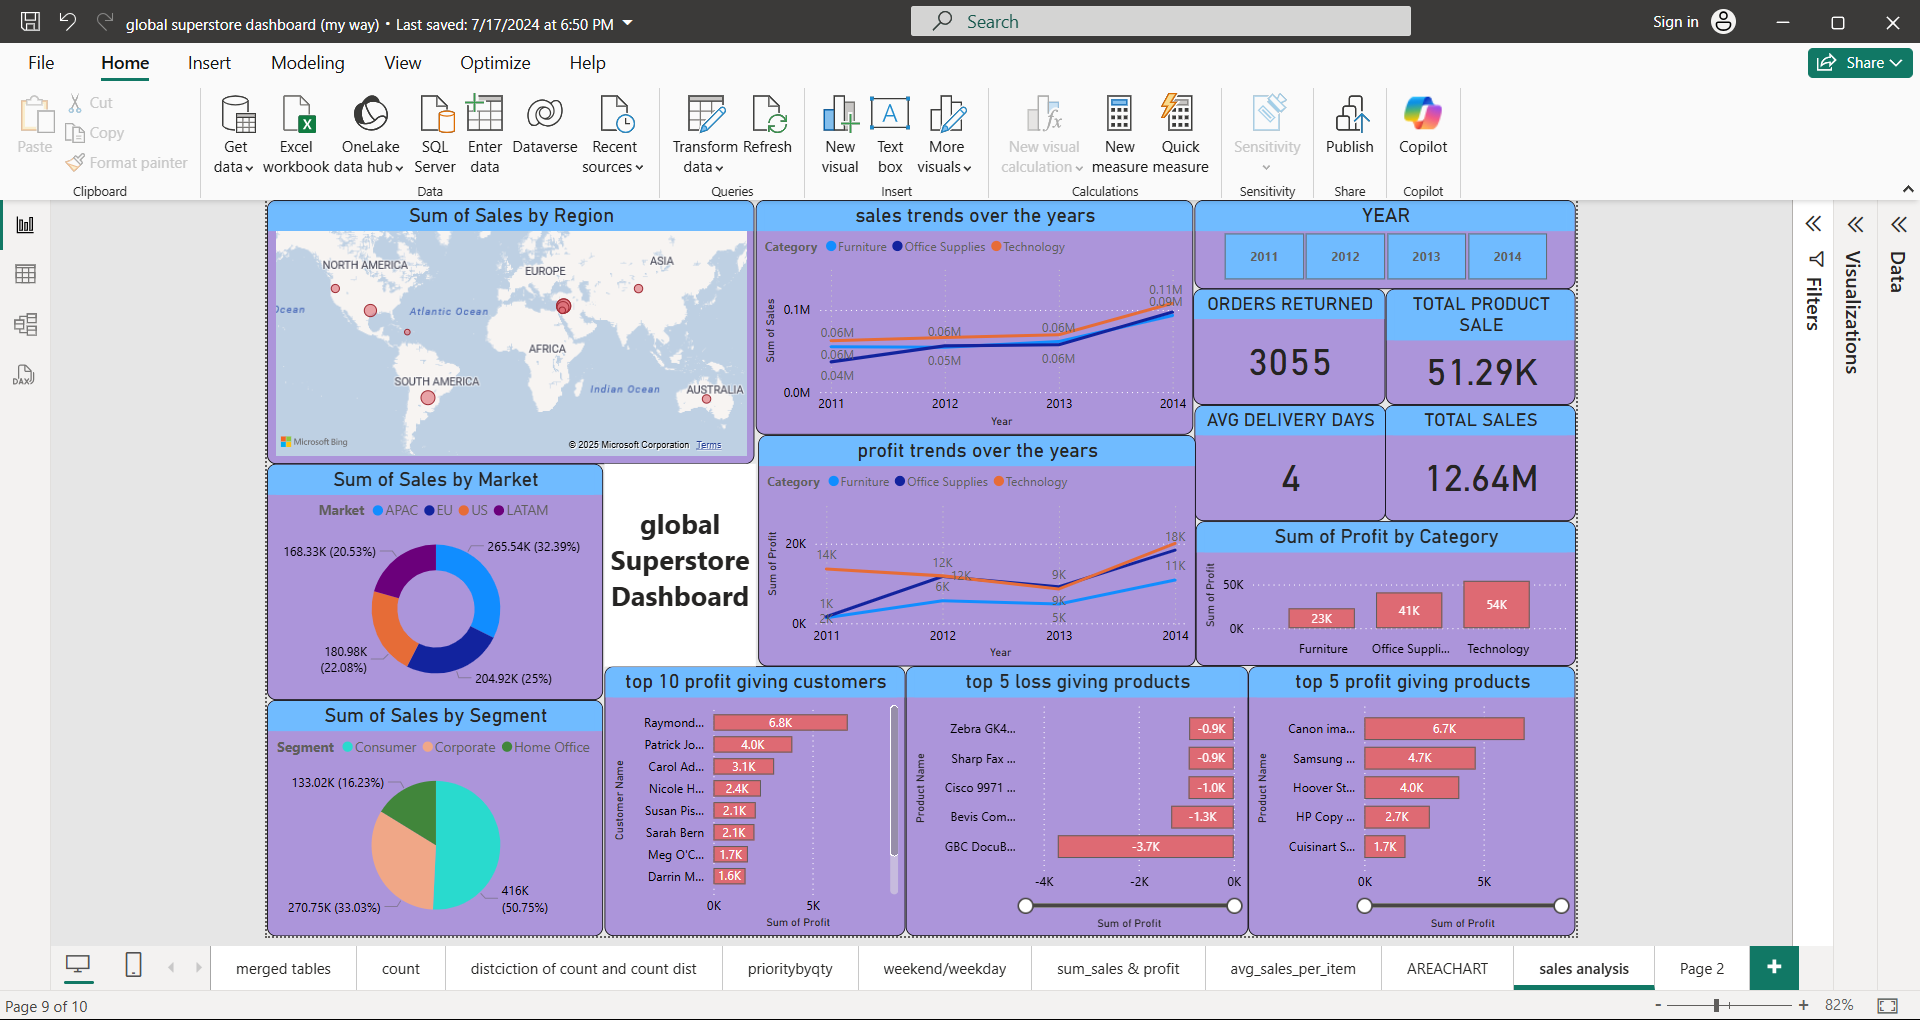 global superstore dashboard (my way) • Last saved: 7/17/2024 at 6:50 PM
Search
Sign in
File
Home
Insert
Modeling
View
Optimize
Help
Share
Paste
Cut
Copy
Format painter
Clipboard
Get data
Excel workbook
OneLake data hub
SQL Server
Enter data
Dataverse
Recent sources
Data
Transform data
Refresh
Queries
New visual
Text box
More visuals
Insert
New visual calculation
New measure
Quick measure
Calculations
Sensitivity
Sensitivity
Publish
Share
Copilot
Copilot
DAX
Sum of Sales by Region
NORTH AMERICA
EUROPE
ASIA
Ocean
Atlantic Ocean
AFRICA
SOUTH AMERICA
Indian Ocean
AUSTRALIA
Microsoft Bing
© 2025 Microsoft Corporation Terms
sales trends over the years
Category Furniture Office Supplies Technology
Sum of Sales
0.1M
0.0M
0.06M
0.06M
0.04M
0.06M
0.05M
0.06M
0.06M
0.11M
0.09M
2011
2012
2013
2014
Year
YEAR
2011
2012
2013
2014
ORDERS RETURNED
3055
TOTAL PRODUCT SALE
51.29K
AVG DELIVERY DAYS
4
TOTAL SALES
12.64M
Sum of Sales by Market
Market APAC EU US LATAM
168.33K (20.53%)
265.54K (32.39%)
180.98K
(22.08%)
204.92K (25%)
global
Superstore
Dashboard
profit trends over the years
Category Furniture Office Supplies Technology
Sum of Profit
20K
0K
14K
1K
2K
12K
12K
6K
9K
9K
5K
18K
11K
2011
2012
2013
2014
Year
Sum of Profit by Category
Sum of Profit
50K
0K
23K
41K
54K
Furniture
Office Suppli...
Technology
Sum of Sales by Segment
Segment Consumer Corporate Home Office
133.02K (16.23%)
270.75K (33.03%)
416K
(50.75%)
top 10 profit giving customers
Customer Name
Raymond... 6.8K
Patrick Jo... 4.0K
Carol Ad... 3.1K
Nicole H... 2.4K
Susan Pis... 2.1K
Sarah Bern 2.1K
Meg O'C... 1.7K
Darrin M... 1.6K
0K
5K
Sum of Profit
top 5 loss giving products
Product Name
Zebra GK4... -0.9K
Sharp Fax ... -0.9K
Cisco 9971 ... -1.0K
Bevis Com... -1.3K
GBC DocuB... -3.7K
-4K
-2K
0K
Sum of Profit
top 5 profit giving products
Product Name
Canon ima... 6.7K
Samsung ... 4.7K
Hoover St... 4.0K
HP Copy ... 2.7K
Cuisinart S... 1.7K
0K
5K
Sum of Profit
Filters
Visualizations
Data
merged tables
count
distciction of count and count dist
prioritybyqty
weekend/weekday
sum_sales & profit
avg_sales_per_item
AREACHART
sales analysis
Page 2
Page 9 of 10
82%